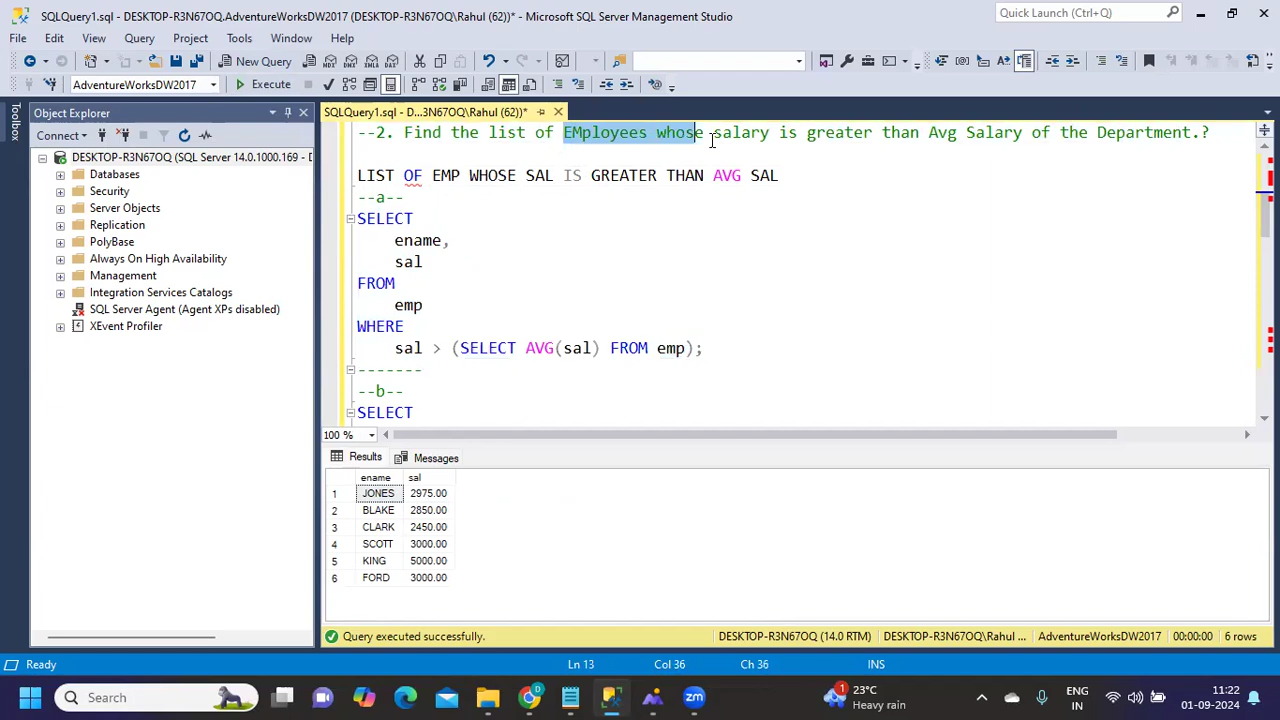 SQLQuery1.sql - DESKTOP-R3N67OQ.AdventureWorksDW2017 (DESKTOP-R3N67OQ\Rahul (62))* - Microsoft SQL Server Management Studio
Quick Launch (Ctrl+Q)
File Edit View Query Project Tools Window Help
New Query
MDX DMX XMLA DAX
AdventureWorksDW2017
Execute
Toolbox
Object Explorer
SQLQuery1.sql - D...3N67OQ\Rahul (62))*
Connect
DESKTOP-R3N67OQ (SQL Server 14.0.1000.169 - D
Databases
Security
Server Objects
Replication
PolyBase
Always On High Availability
Management
Integration Services Catalogs
SQL Server Agent (Agent XPs disabled)
XEvent Profiler
--2. Find the list of EMployees whose salary is greater than Avg Salary of the Department.?
LIST OF EMP WHOSE SAL IS GREATER THAN AVG SAL
--a--
SELECT
ename,
sal
FROM
emp
WHERE
sal > (SELECT AVG(sal) FROM emp);
-------
--b--
SELECT
100 %
Results Messages
ename sal
1 JONES 2975.00
2 BLAKE 2850.00
3 CLARK 2450.00
4 SCOTT 3000.00
5 KING 5000.00
6 FORD 3000.00
Query executed successfully. DESKTOP-R3N67OQ (14.0 RTM) DESKTOP-R3N67OQ\Rahul ... AdventureWorksDW2017 00:00:00 6 rows
Ready Ln 13 Col 36 Ch 36 INS
Search
zm
1
23°C
Heavy rain
ENG
IN
11:22
01-09-2024